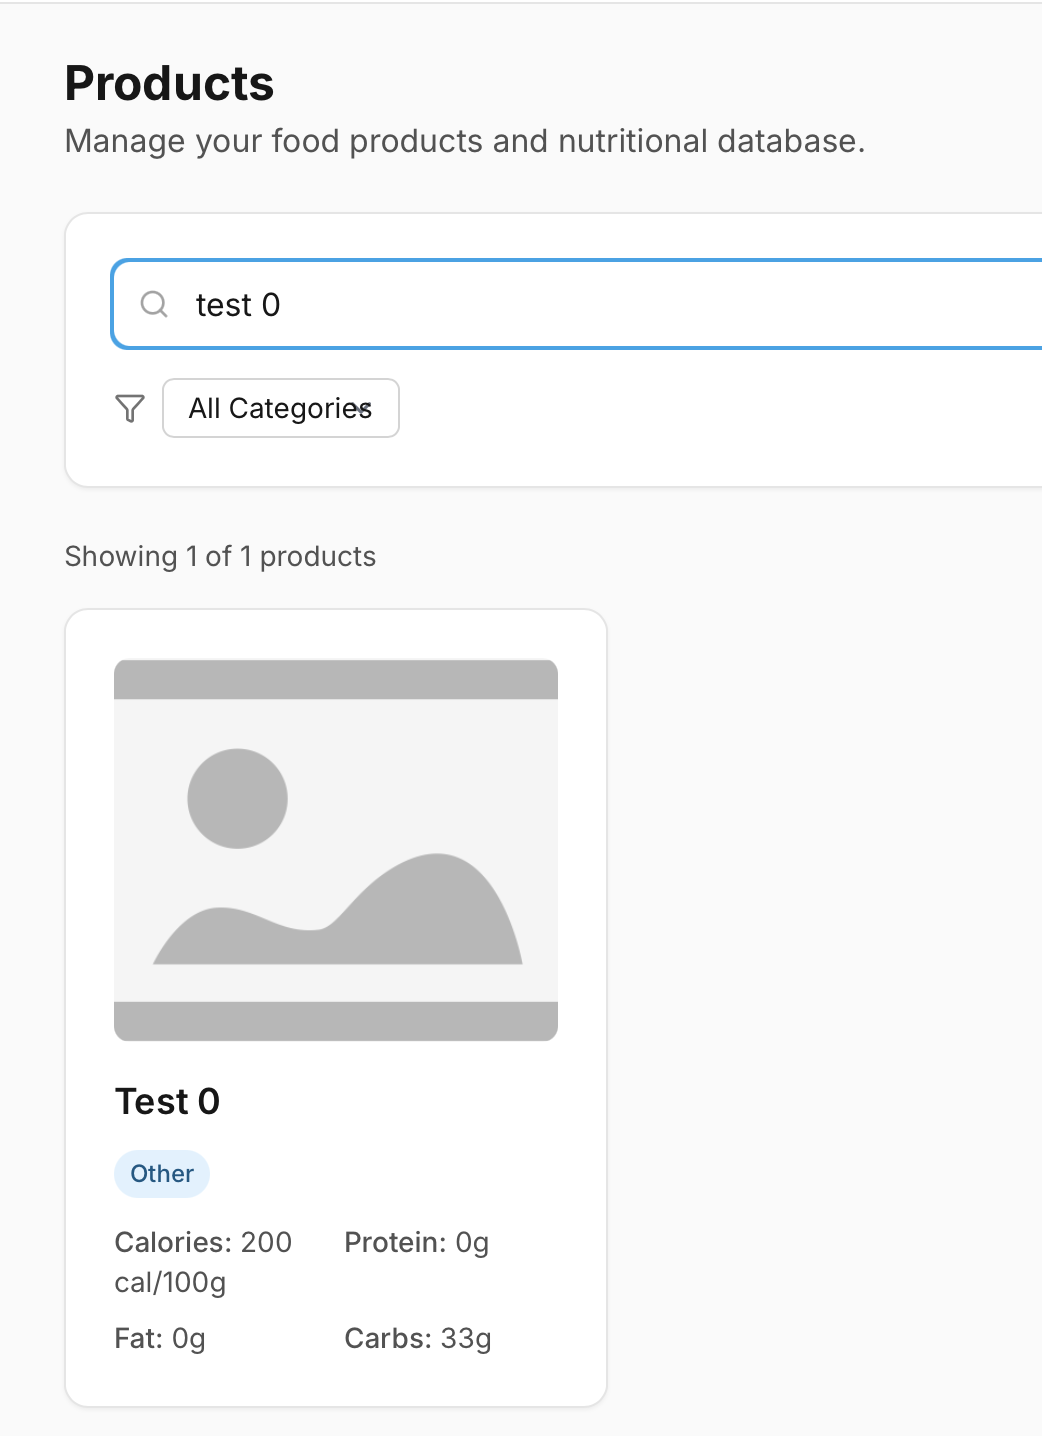 Products
Manage your food products and nutritional database.
test 0
All Categories
Showing 1 of 1 products
Test 0
Other
Calories: 200 cal/100g
Protein: 0g
Fat: 0g
Carbs: 33g